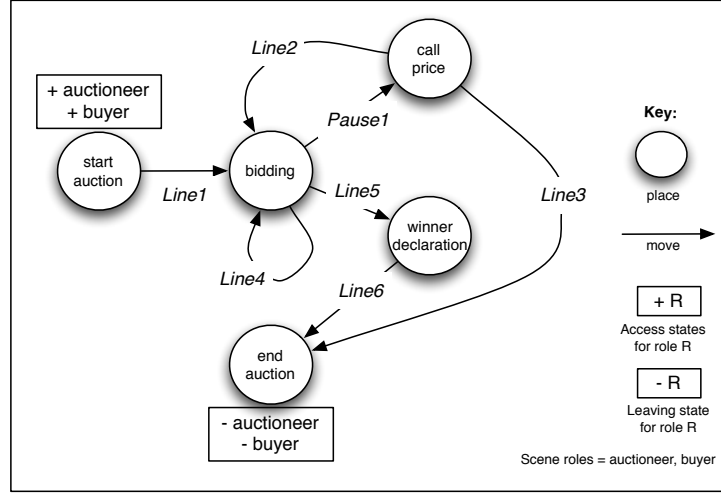 + auctioneer
+ buyer
start
auction
Line1
bidding
Line2
call
price
Pause1
Line5
Line3
winner
declaration
Line4
Line6
end
auction
- auctioneer
- buyer
Key:
place
move
+ R
Access states
for role R
- R
Leaving state
for role R
Scene roles = auctioneer, buyer